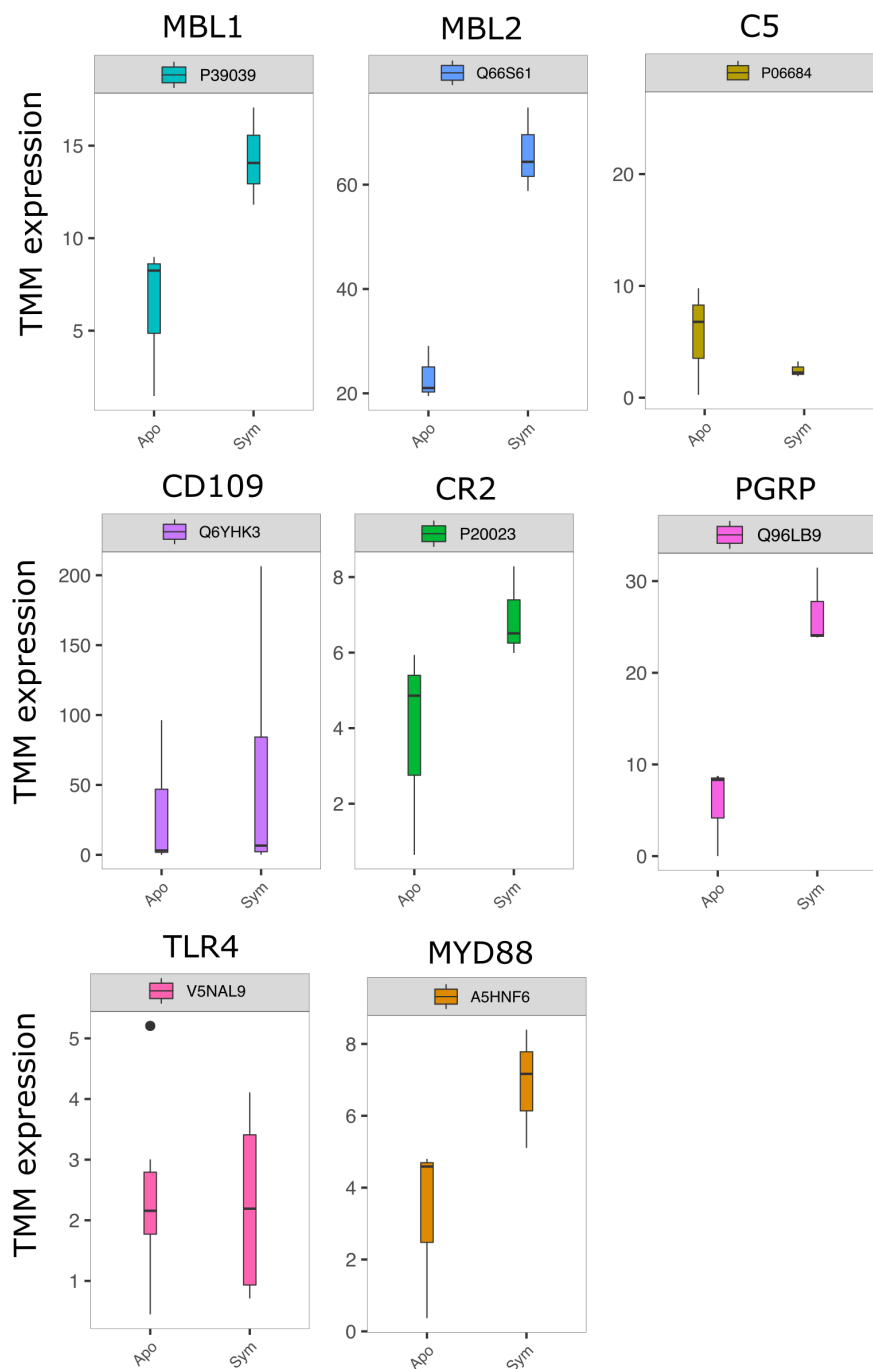 MBL1 MBL2 C5
P39039 Q66S61 P06684
TMM expression
15
10
5
60
40
20
20
10
0
Apo Sym Apo Sym Apo Sym
CD109 CR2 PGRP
Q6YHK3 P20023 Q96LB9
TMM expression
200
150
100
50
0
8
6
4
2
30
20
10
0
Apo Sym Apo Sym Apo Sym
TLR4 MYD88
V5NAL9 A5HNF6
TMM expression
5
4
3
2
1
8
6
4
2
0
Apo Sym Apo Sym